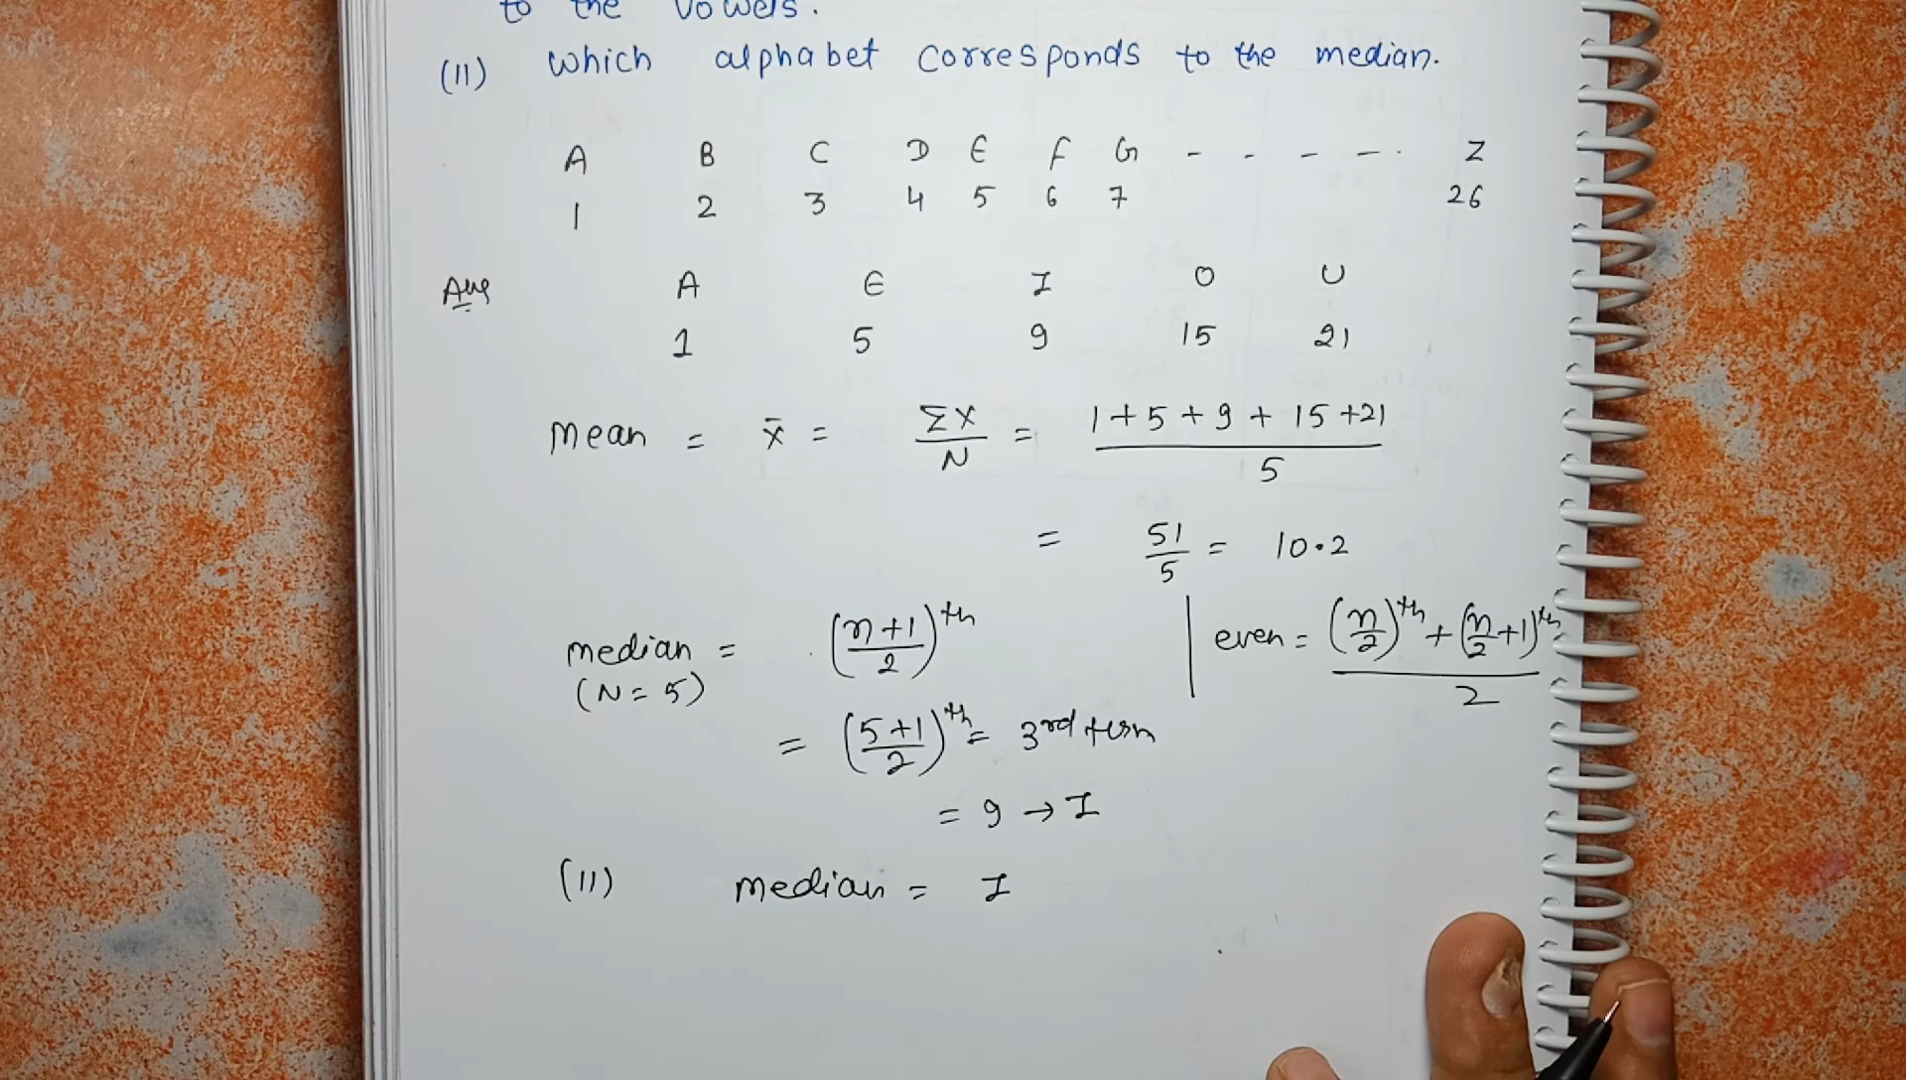 to the vowels.
(11) which alphabet corresponds to the median.
A B C D E F G - - - - . Z
1 2 3 4 5 6 7 26
Ans A E I O U
1 5 9 15 21
Mean = x̄ = ΣX/N = (1+5+9+15+21)/5
= 51/5 = 10.2
median = ((n+1)/2)th | even = ((n/2)th + (n/2+1)th)/2
(N = 5)
= ((5+1)/2)th = 3rd term
= 9 → I
(11) median = I